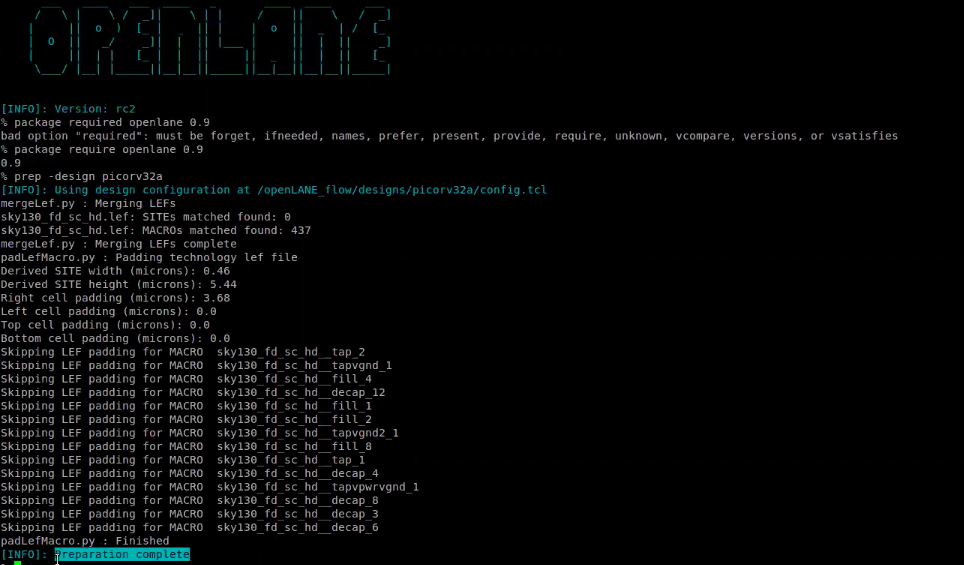 [INFO]: Version: rc2
% package required openlane 0.9
bad option "required": must be forget, ifneeded, names, prefer, present, provide, require, unknown, vcompare, versions, or vsatisfies
% package require openlane 0.9
0.9
% prep -design picorv32a
[INFO]: Using design configuration at /openLANE_flow/designs/picorv32a/config.tcl
mergeLef.py : Merging LEFs
sky130_fd_sc_hd.lef: SITEs matched found: 0
sky130_fd_sc_hd.lef: MACROs matched found: 437
mergeLef.py : Merging LEFs complete
padLefMacro.py : Padding technology lef file
Derived SITE width (microns): 0.46
Derived SITE height (microns): 5.44
Right cell padding (microns): 3.68
Left cell padding (microns): 0.0
Top cell padding (microns): 0.0
Bottom cell padding (microns): 0.0
Skipping LEF padding for MACRO  sky130_fd_sc_hd__tap_2
Skipping LEF padding for MACRO  sky130_fd_sc_hd__tapvgnd_1
Skipping LEF padding for MACRO  sky130_fd_sc_hd__fill_4
Skipping LEF padding for MACRO  sky130_fd_sc_hd__decap_12
Skipping LEF padding for MACRO  sky130_fd_sc_hd__fill_1
Skipping LEF padding for MACRO  sky130_fd_sc_hd__fill_2
Skipping LEF padding for MACRO  sky130_fd_sc_hd__tapvgnd2_1
Skipping LEF padding for MACRO  sky130_fd_sc_hd__fill_8
Skipping LEF padding for MACRO  sky130_fd_sc_hd__tap_1
Skipping LEF padding for MACRO  sky130_fd_sc_hd__decap_4
Skipping LEF padding for MACRO  sky130_fd_sc_hd__tapvpwrvgnd_1
Skipping LEF padding for MACRO  sky130_fd_sc_hd__decap_8
Skipping LEF padding for MACRO  sky130_fd_sc_hd__decap_3
Skipping LEF padding for MACRO  sky130_fd_sc_hd__decap_6
padLefMacro.py : Finished
[INFO]: Preparation complete